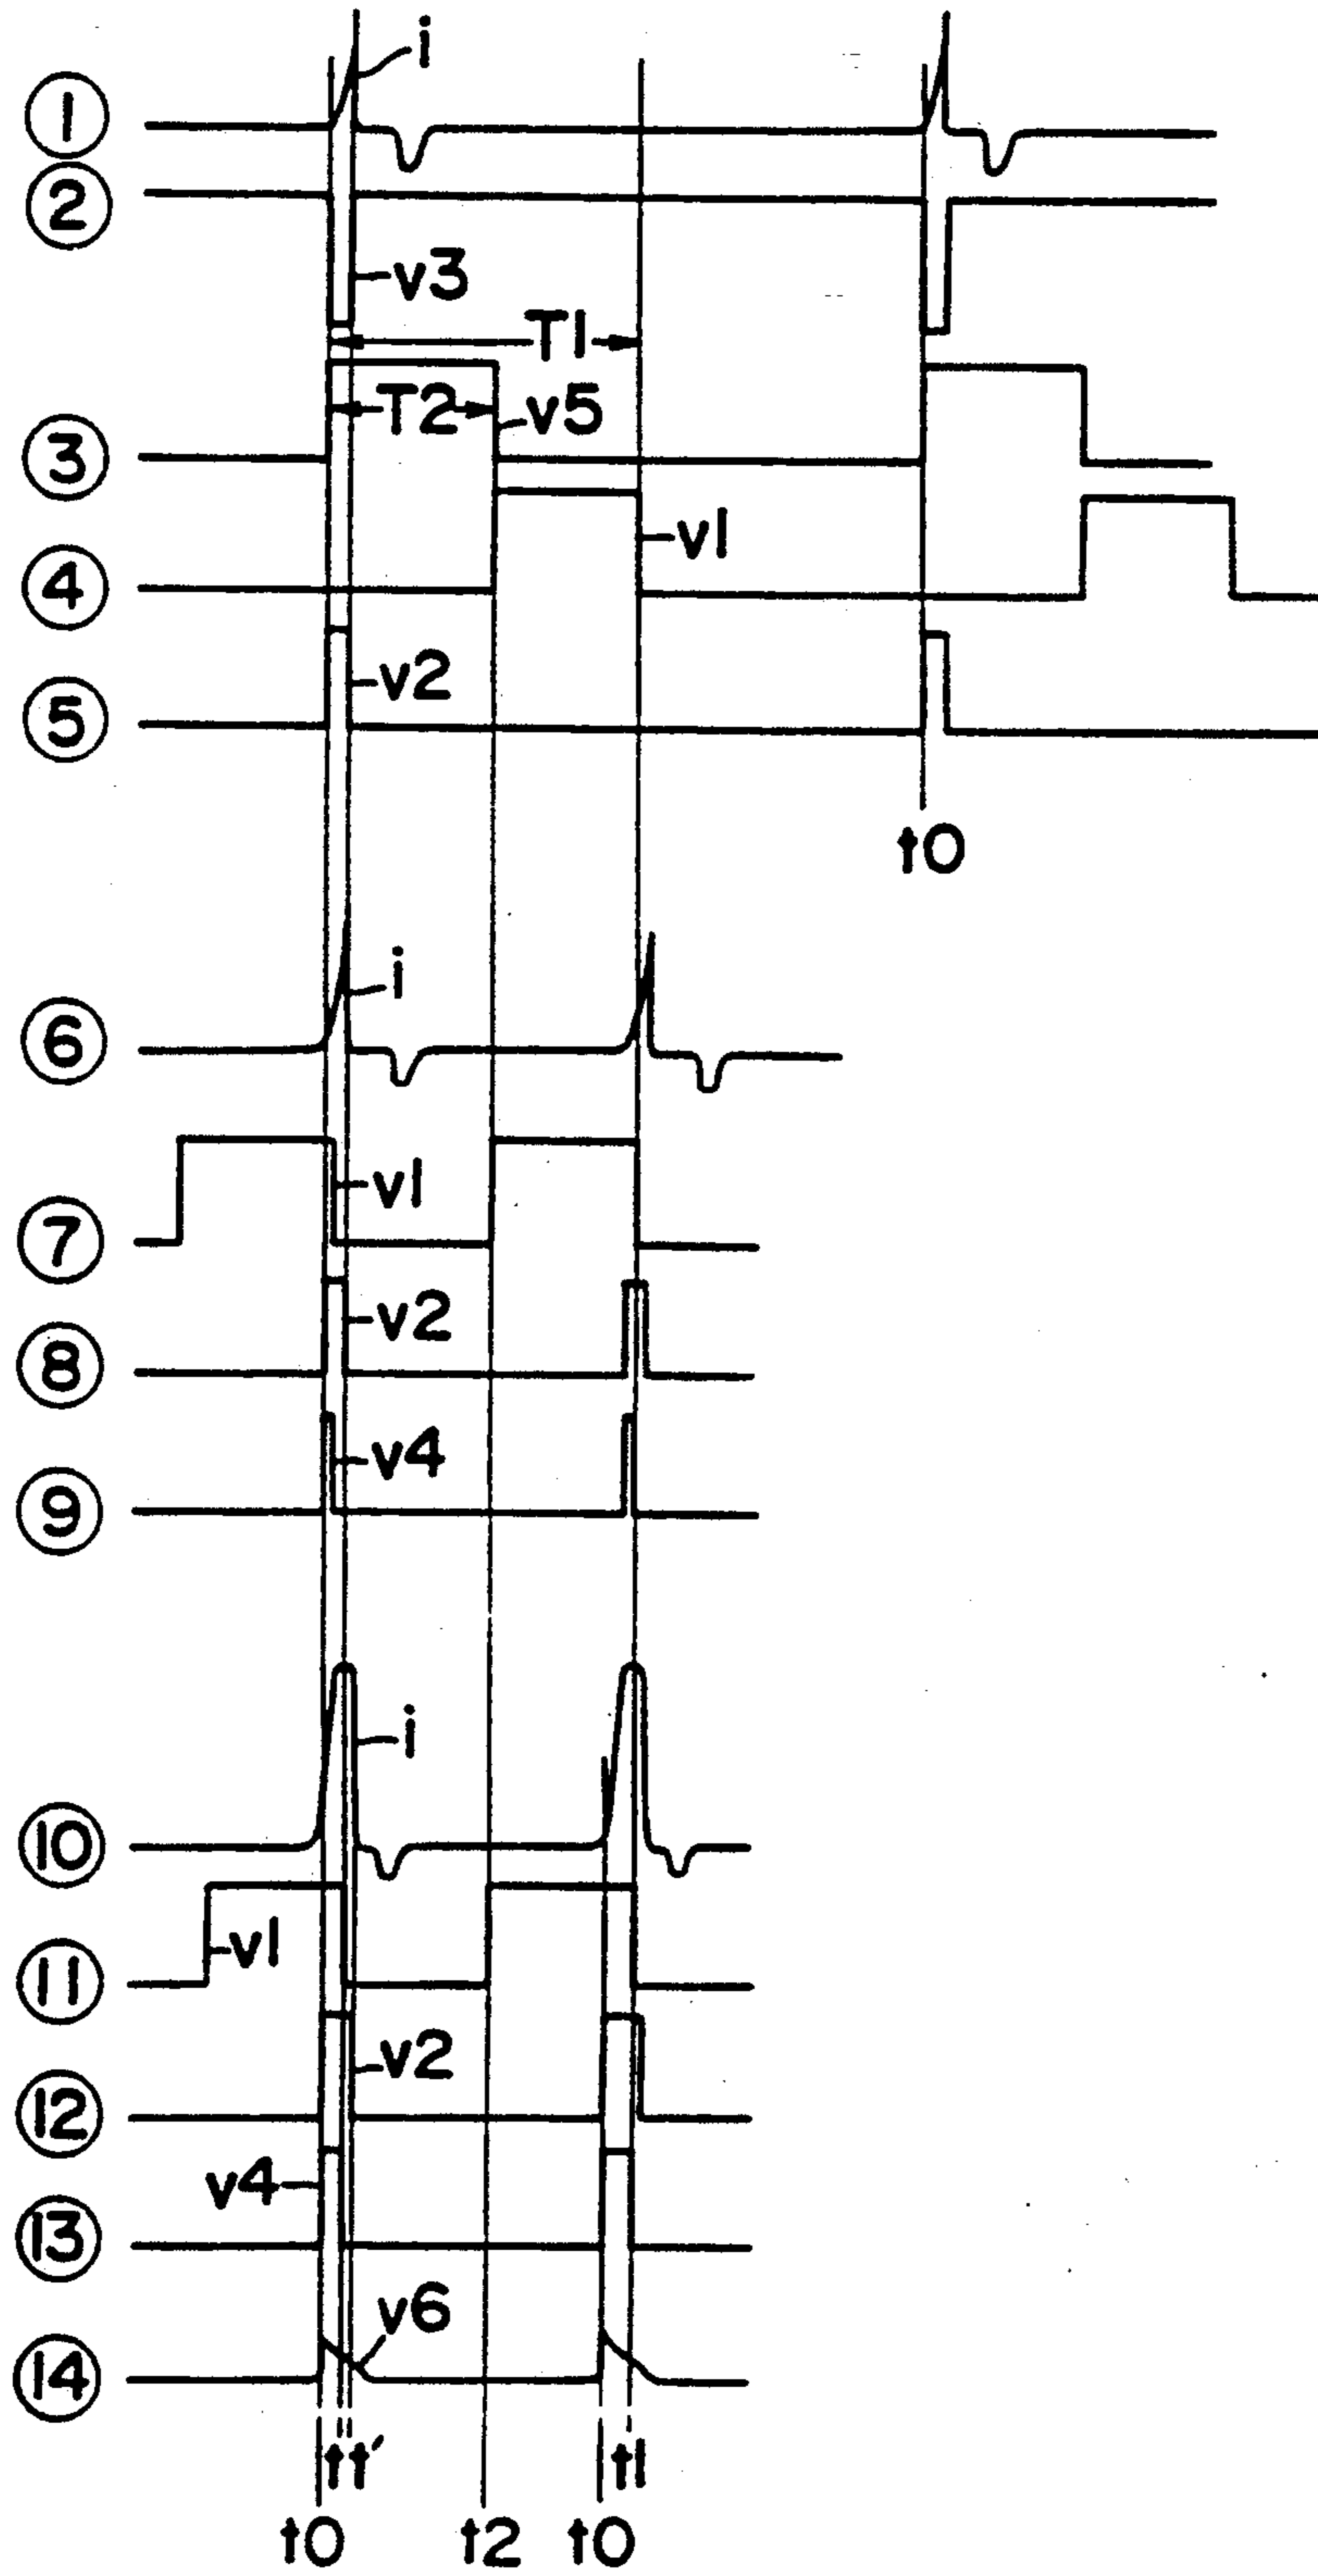 ① i
②
v3
T1
T2 v5
③
v1
④
v2
⑤
t0
i
⑥
v1
⑦
v2
⑧
v4
⑨
i
⑩
v1
⑪
v2
⑫
v4
⑬
v6
⑭
t t' t1
t0 t2 t0